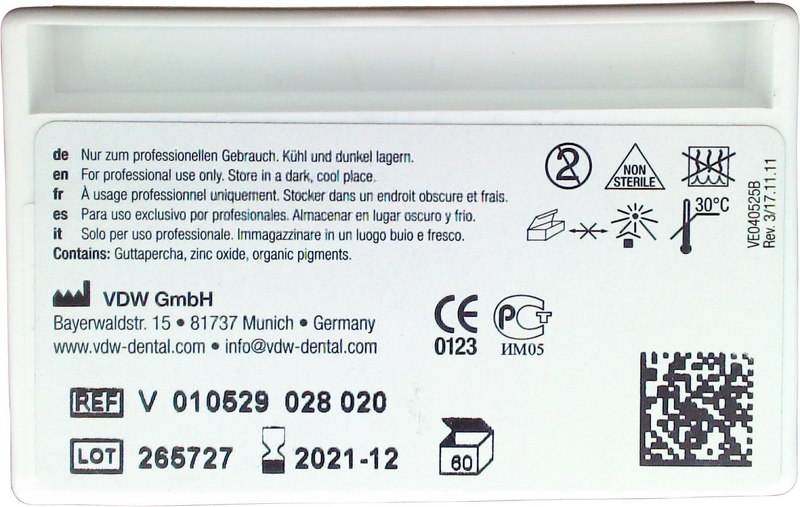 de Nur zum professionellen Gebrauch. Kühl und dunkel lagern.
en For professional use only. Store in a dark, cool place.
fr À usage professionnel uniquement. Stocker dans un endroit obscure et frais.
es Para uso exclusivo por profesionales. Almacenar en lugar oscuro y frio.
it Solo per uso professionale. Immagazzinare in un luogo buio e fresco.
Contains: Guttapercha, zinc oxide, organic pigments.
2
NON
STERILE
30°C
VE040525B
Rev. 3/17.11.11
VDW GmbH
Bayerwaldstr. 15 • 81737 Munich • Germany
www.vdw-dental.com • info@vdw-dental.com
CE
0123
РСТ
ИМ05
REF V 010529 028 020
LOT 265727 2021-12
60